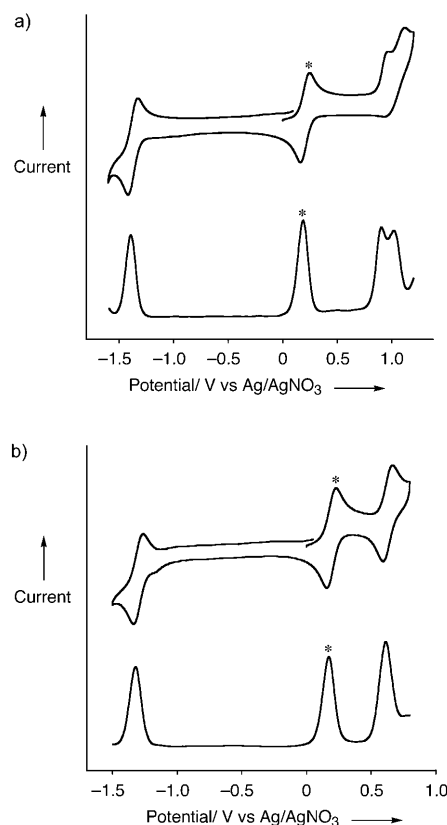 a)
*
Current
*
−1.5 −1.0 −0.5 0 0.5 1.0
Potential/ V vs Ag/AgNO₃
b)
*
Current
*
−1.5 −1.0 −0.5 0 0.5 1.0
Potential/ V vs Ag/AgNO₃